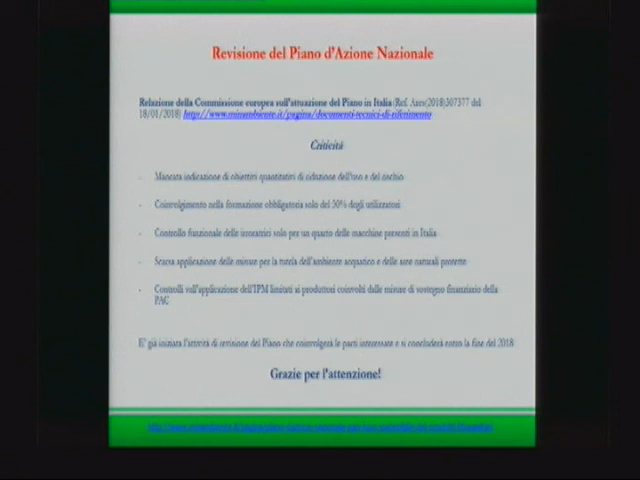 Revisione del Piano d'Azione Nazionale
Relazione della Commissione europea sull'attuazione del Piano in Italia (Ref. Ares(2018)307377 del
18/01/2018) http://www.minambiente.it/pagina/documenti-tecnici-di-riferimento
Criticità
- Mancata indicazione di obiettivi quantitativi di riduzione dell'uso e del rischio
- Coinvolgimento nella formazione obbligatoria solo del 30% degli utilizzatori
- Controllo funzionale delle irroratrici solo per un quarto delle macchine presenti in Italia
- Scarsa applicazione delle misure per la tutela dell'ambiente acquatico e delle aree naturali protette
- Controlli sull'applicazione dell'IPM limitati ai produttori coinvolti dalle misure di sostegno finanziario della
PAC
E' già iniziata l'attività di revisione del Piano che coinvolgerà le parti interessate e si concluderà entro la fine del 2018
Grazie per l'attenzione!